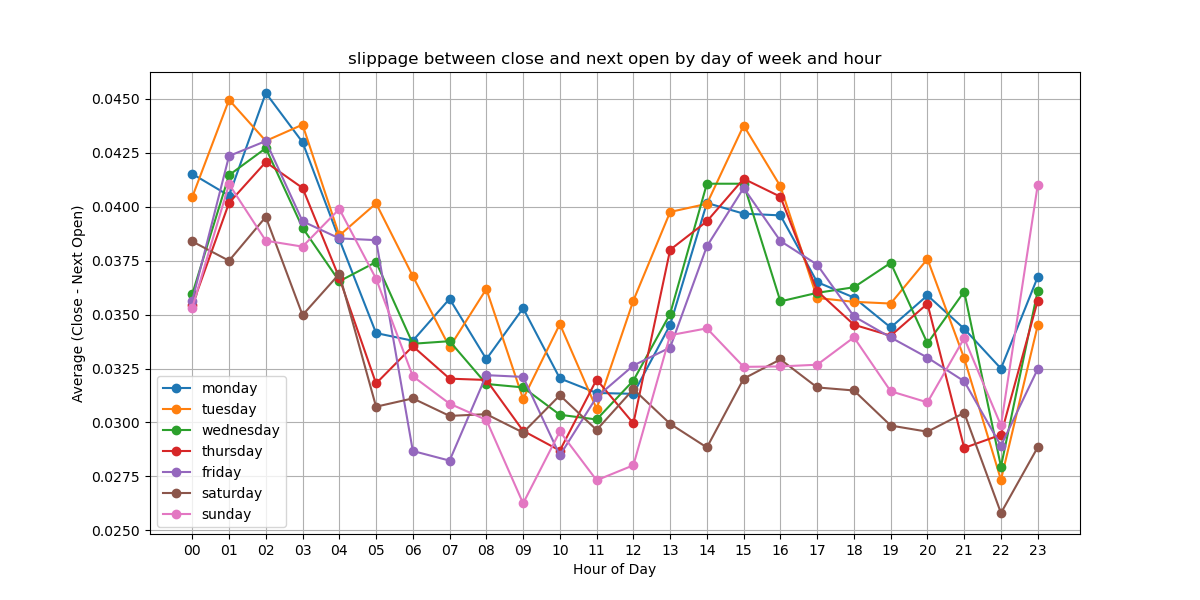 slippage between close and next open by day of week and hour
Average (Close - Next Open)
0.0450
0.0425
0.0400
0.0375
0.0350
0.0325
0.0300
0.0275
0.0250
monday
tuesday
wednesday
thursday
friday
saturday
sunday
00 01 02 03 04 05 06 07 08 09 10 11 12 13 14 15 16 17 18 19 20 21 22 23
Hour of Day